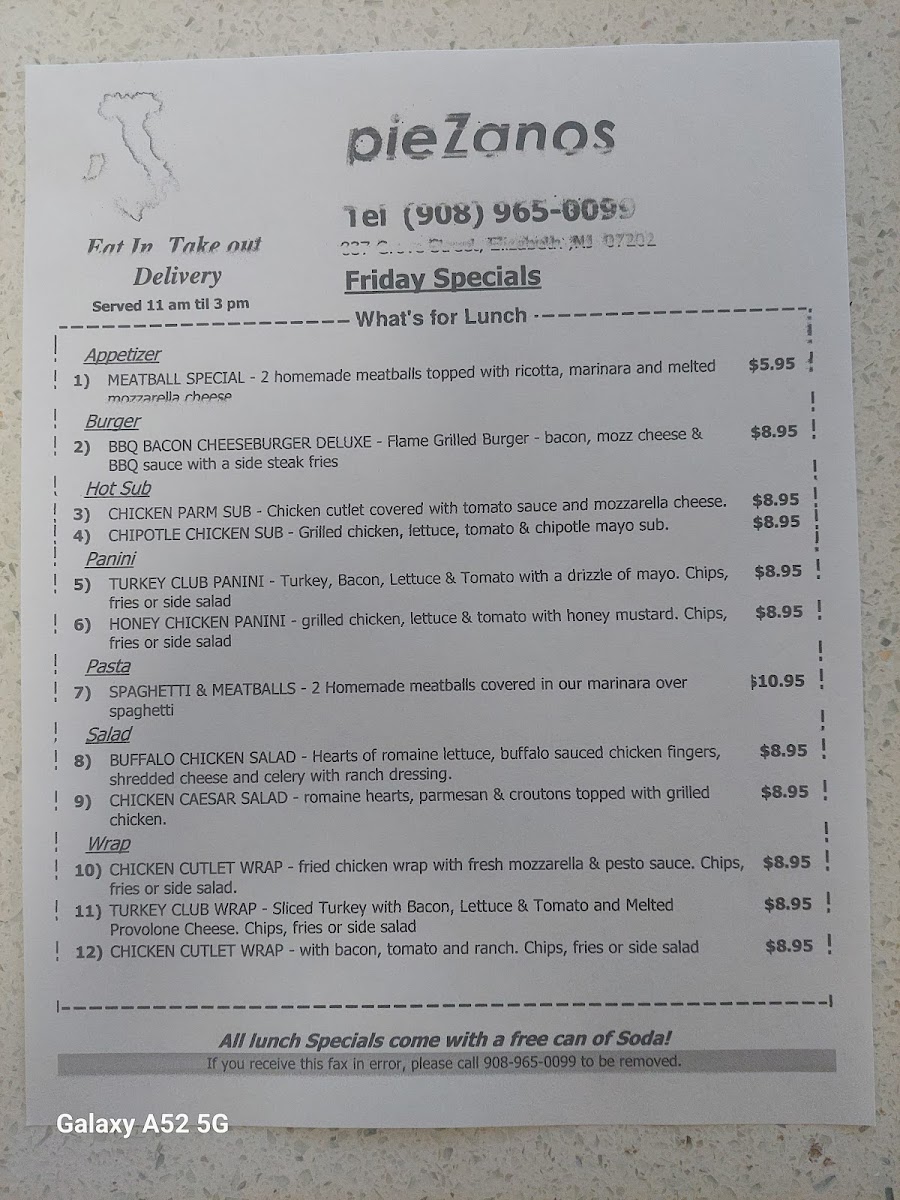 pieZanos
Tel (908) 965-0099
Eat In, Take out
Street, Elizabeth, NJ 07202
Delivery
Friday Specials
Served 11 am til 3 pm
What's for Lunch
Appetizer
1) MEATBALL SPECIAL - 2 homemade meatballs topped with ricotta, marinara and melted $5.95
mozzarella cheese
Burger
2) BBQ BACON CHEESEBURGER DELUXE - Flame Grilled Burger - bacon, mozz cheese & $8.95
BBQ sauce with a side steak fries
Hot Sub
3) CHICKEN PARM SUB - Chicken cutlet covered with tomato sauce and mozzarella cheese. $8.95
4) CHIPOTLE CHICKEN SUB - Grilled chicken, lettuce, tomato & chipotle mayo sub. $8.95
Panini
5) TURKEY CLUB PANINI - Turkey, Bacon, Lettuce & Tomato with a drizzle of mayo. Chips, $8.95
fries or side salad
6) HONEY CHICKEN PANINI - grilled chicken, lettuce & tomato with honey mustard. Chips, $8.95
fries or side salad
Pasta
7) SPAGHETTI & MEATBALLS - 2 Homemade meatballs covered in our marinara over $10.95
spaghetti
Salad
8) BUFFALO CHICKEN SALAD - Hearts of romaine lettuce, buffalo sauced chicken fingers, $8.95
shredded cheese and celery with ranch dressing.
9) CHICKEN CAESAR SALAD - romaine hearts, parmesan & croutons topped with grilled $8.95
chicken.
Wrap
10) CHICKEN CUTLET WRAP - fried chicken wrap with fresh mozzarella & pesto sauce. Chips, $8.95
fries or side salad.
11) TURKEY CLUB WRAP - Sliced Turkey with Bacon, Lettuce & Tomato and Melted $8.95
Provolone Cheese. Chips, fries or side salad
12) CHICKEN CUTLET WRAP - with bacon, tomato and ranch. Chips, fries or side salad $8.95
All lunch Specials come with a free can of Soda!
If you receive this fax in error, please call 908-965-0099 to be removed.
Galaxy A52 5G